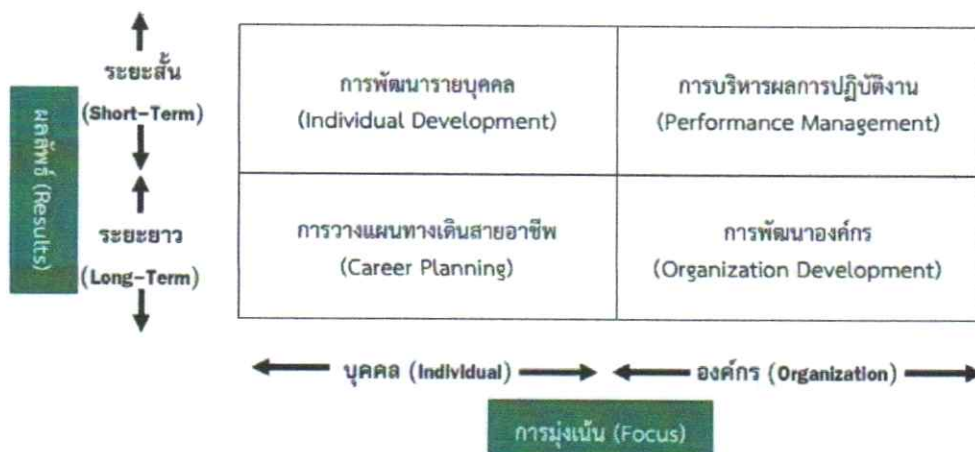 ผลลัพธ์ (Results)
ระยะสั้น
(Short-Term)
ระยะยาว
(Long-Term)
การพัฒนารายบุคคล
(Individual Development)
การบริหารผลการปฏิบัติงาน
(Performance Management)
การวางแผนทางเดินสายอาชีพ
(Career Planning)
การพัฒนาองค์กร
(Organization Development)
บุคคล (Individual)
องค์กร (Organization)
การมุ่งเน้น (Focus)